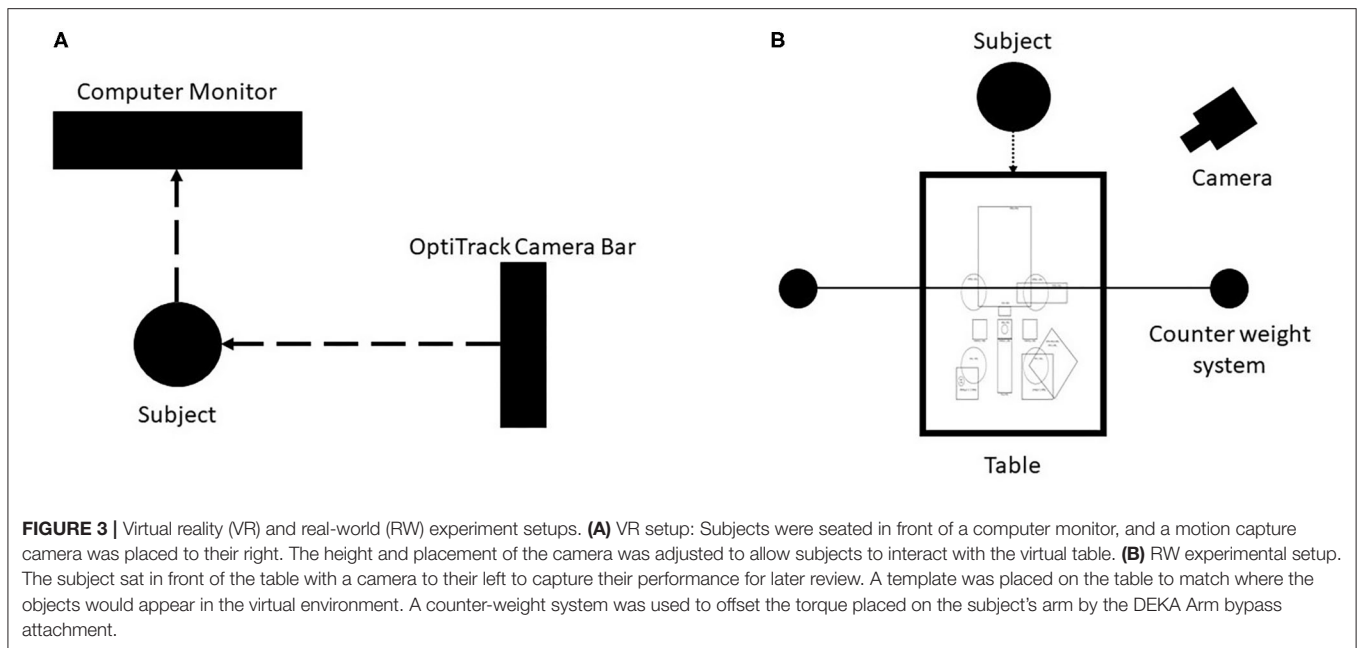 A
Computer Monitor
OptiTrack Camera Bar
Subject
B
Subject
Camera
Counter weight
system
Table
FIGURE 3 | Virtual reality (VR) and real-world (RW) experiment setups. (A) VR setup: Subjects were seated in front of a computer monitor, and a motion capture
camera was placed to their right. The height and placement of the camera was adjusted to allow subjects to interact with the virtual table. (B) RW experimental setup.
The subject sat in front of the table with a camera to their left to capture their performance for later review. A template was placed on the table to match where the
objects would appear in the virtual environment. A counter-weight system was used to offset the torque placed on the subject's arm by the DEKA Arm bypass
attachment.